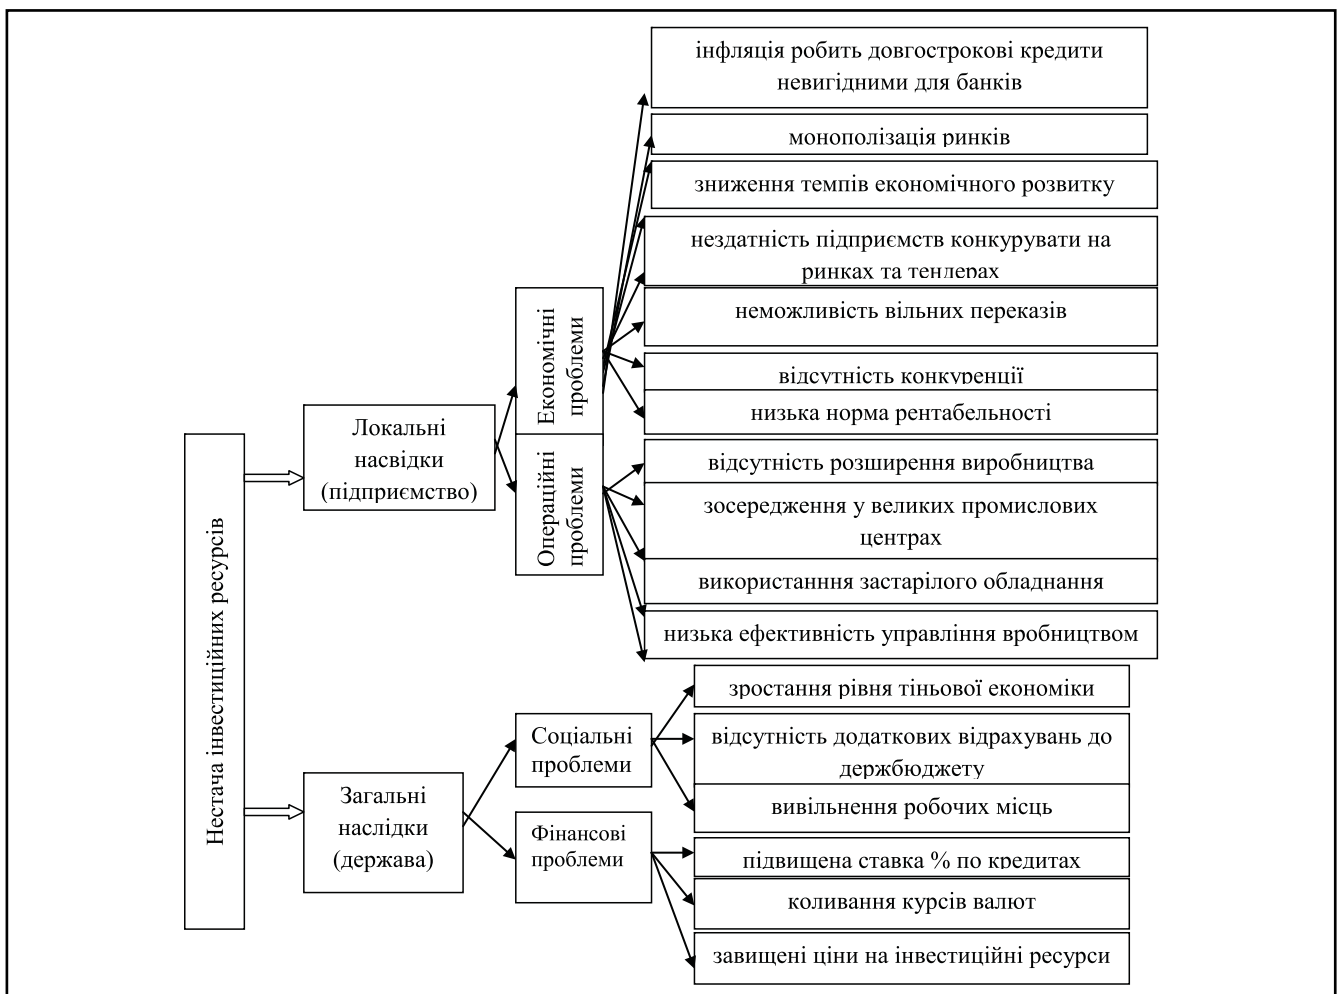 інфляція робить довгострокові кредити
невигідними для банків
монополізація ринків
зниження темпів економічного розвитку
нездатність підприємств конкурувати на
ринках та тендерах
неможливість вільних переказів
відсутність конкуренції
низька норма рентабельності
Економічні
проблеми
Локальні
насвідки
(підприємство)
Операційні
проблеми
відсутність розширення виробництва
зосередження у великих промислових
центрах
використанння застарілого обладнання
низька ефективність управління вробництвом
Нестача інвестиційних ресурсів
зростання рівня тіньової економіки
Соціальні
проблеми
відсутність додаткових відрахувань до
держбюджету
вивільнення робочих місць
Загальні
наслідки
(держава)
Фінансові
проблеми
підвищена ставка % по кредитах
коливання курсів валют
завищені ціни на інвестиційні ресурси